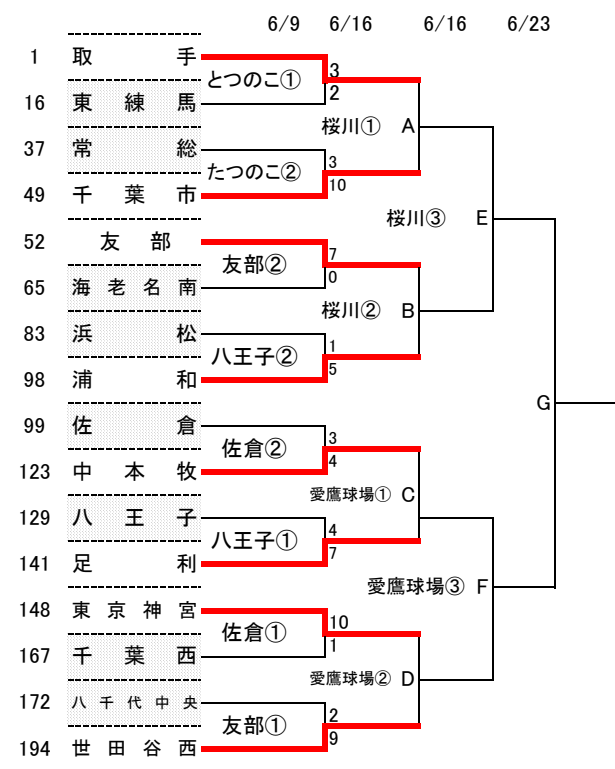 6/9 6/16 6/16 6/23
1 取手
とつのこ① 3
16 東練馬 2
桜川① A
37 常総
たつのこ② 3
49 千葉市 10
桜川③ E
52 友部
友部② 7
65 海老名南 0
桜川② B
83 浜松
八王子② 1
98 浦和 5
G
99 佐倉
佐倉② 3
123 中本牧 4
愛鷹球場① C
129 八王子
八王子① 4
141 足利 7
愛鷹球場③ F
148 東京神宮
佐倉① 10
167 千葉西 1
愛鷹球場② D
172 八千代中央
友部① 2
194 世田谷西 9